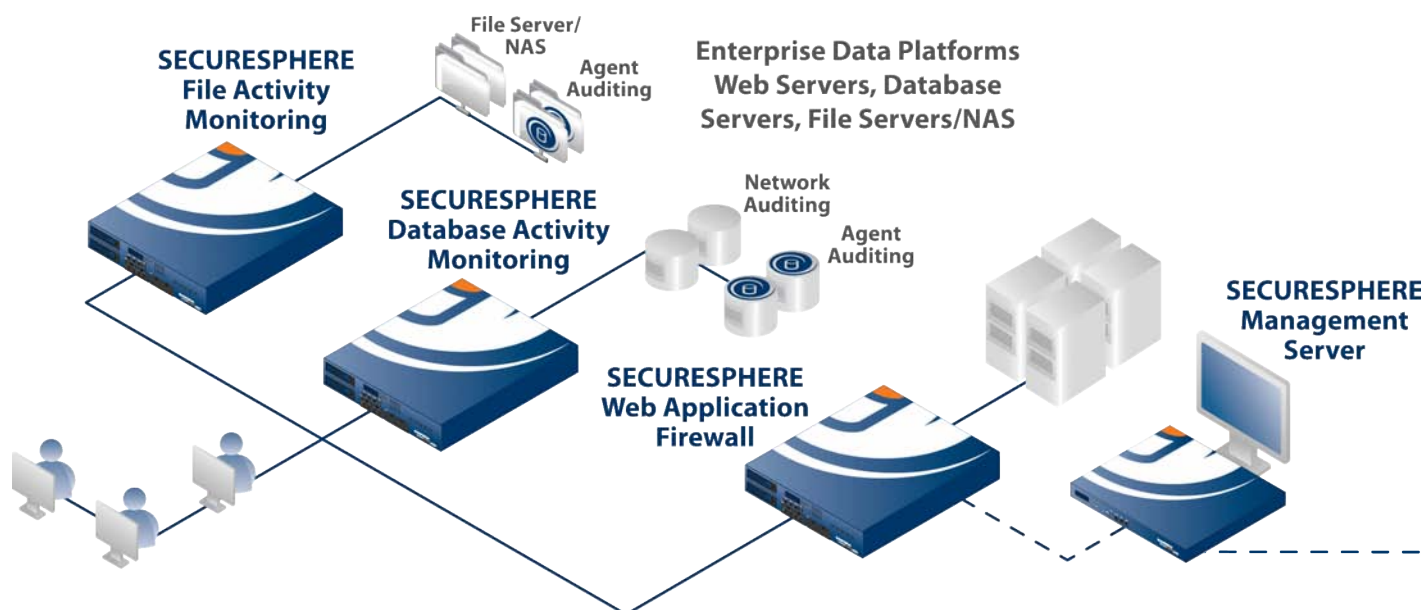 File Server/
NAS
Agent
Auditing
SECURESPHERE
File Activity
Monitoring
Enterprise Data Platforms
Web Servers, Database
Servers, File Servers/NAS
SECURESPHERE
Database Activity
Monitoring
Network
Auditing
Agent
Auditing
SECURESPHERE
Management
Server
SECURESPHERE
Web Application
Firewall